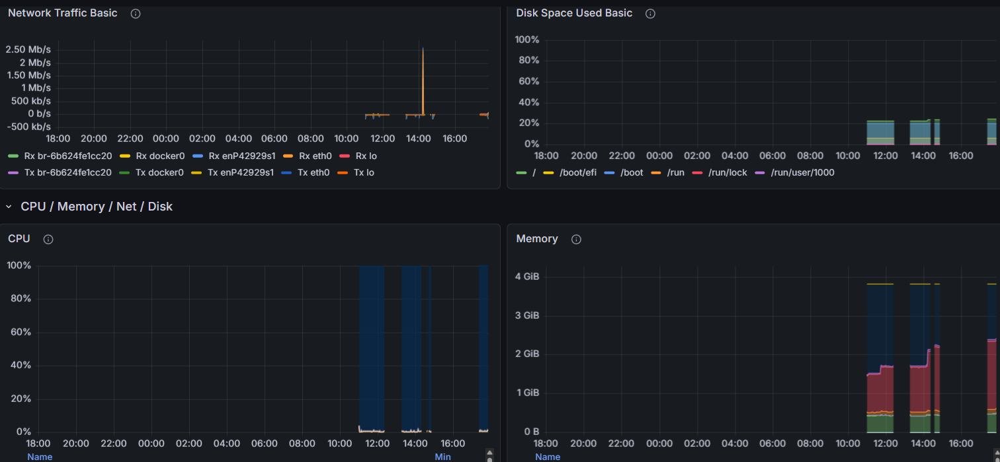 Network Traffic Basic
2.50 Mb/s
2 Mb/s
1.50 Mb/s
1 Mb/s
500 kb/s
0 b/s
-500 kb/s
18:00 20:00 22:00 00:00 02:00 04:00 06:00 08:00 10:00 12:00 14:00 16:00
Rx br-6b624fe1cc20 Rx docker0 Rx enP42929s1 Rx eth0 Rx lo
Tx br-6b624fe1cc20 Tx docker0 Tx enP42929s1 Tx eth0 Tx lo
Disk Space Used Basic
100%
80%
60%
40%
20%
0%
18:00 20:00 22:00 00:00 02:00 04:00 06:00 08:00 10:00 12:00 14:00 16:00
/ /boot/efi /boot /run /run/lock /run/user/1000
CPU / Memory / Net / Disk
CPU
100%
80%
60%
40%
20%
0%
18:00 20:00 22:00 00:00 02:00 04:00 06:00 08:00 10:00 12:00 14:00 16:00
Name Min
Memory
4 GiB
3 GiB
2 GiB
1 GiB
0 B
18:00 20:00 22:00 00:00 02:00 04:00 06:00 08:00 10:00 12:00 14:00 16:00
Name